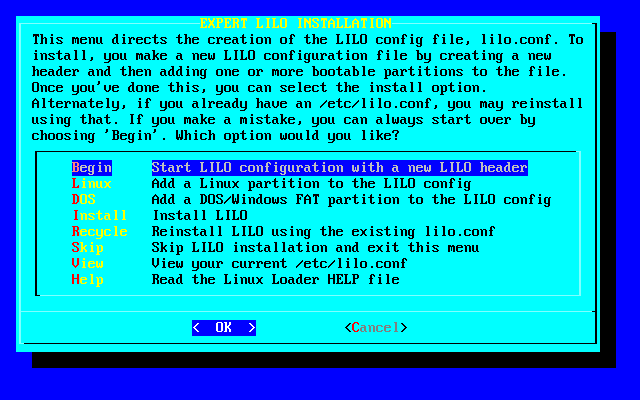 EXPERT LILO INSTALLATION
This menu directs the creation of the LILO config file, lilo.conf. To
install, you make a new LILO configuration file by creating a new
header and then adding one or more bootable partitions to the file.
Once you've done this, you can select the install option.
Alternately, if you already have an /etc/lilo.conf, you may reinstall
using that. If you make a mistake, you can always start over by
choosing 'Begin'. Which option would you like?
Begin Start LILO configuration with a new LILO header
Linux Add a Linux partition to the LILO config
DOS Add a DOS/Windows FAT partition to the LILO config
Install Install LILO
Recycle Reinstall LILO using the existing lilo.conf
Skip Skip LILO installation and exit this menu
View View your current /etc/lilo.conf
Help Read the Linux Loader HELP file
< OK > <Cancel>